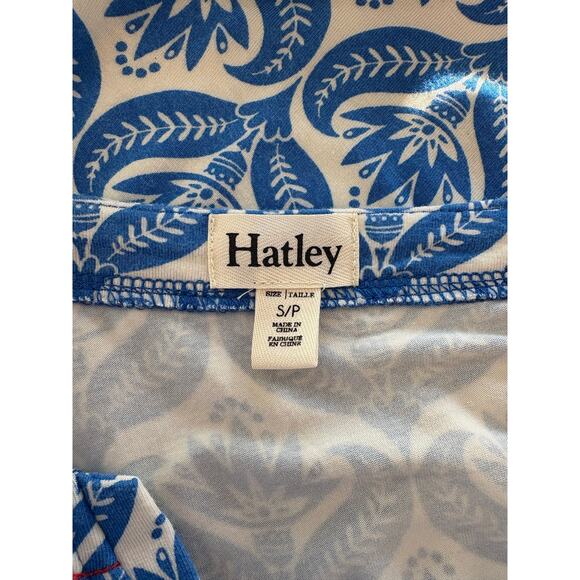 Hatley
SIZE | TAILLE
S/P
MADE IN
CHINA
FABRIQUÉ
EN CHINE